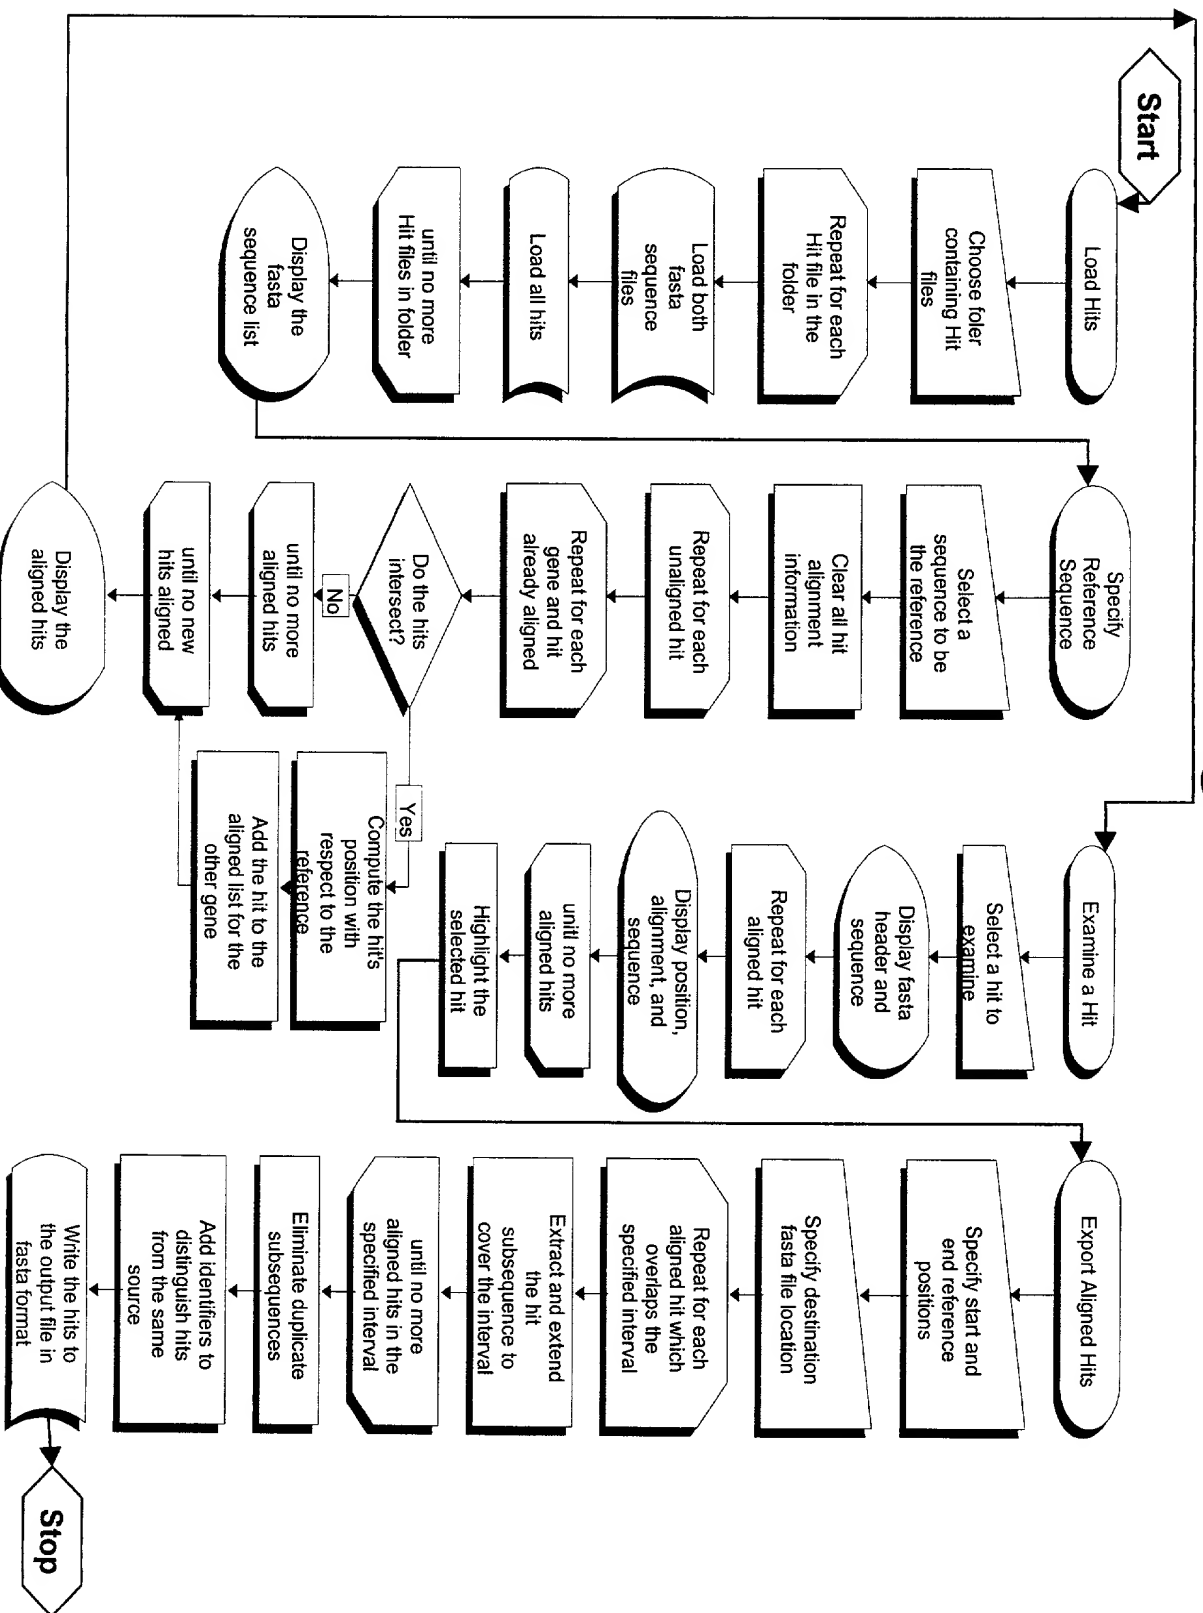 Start
Load Hits
Choose foler
containing Hit
files
Repeat for each
Hit file in the
folder
Load both
fasta
sequence
files
Load all hits
until no more
Hit files in folder
Display the
fasta
sequence list
Specify
Reference
Sequence
Select a
sequence to be
the reference
Clear all hit
alignment
information
Repeat for each
unaligned hit
Repeat for each
gene and hit
already aligned
Do the hits
intersect?
No
Yes
until no more
aligned hits
until no new
hits aligned
Display the
aligned hits
Compute the hit's
position with
respect to the
reference
Add the hit to the
aligned list for the
other gene
Examine a Hit
Select a hit to
examine
Display fasta
header and
sequence
Repeat for each
aligned hit
Display position,
alignment, and
sequence
unitl no more
aligned hits
Highlight the
selected hit
Export Aligned Hits
Specify start and
end reference
positions
Specify destination
fasta file location
Repeat for each
aligned hit which
overlaps the
specified interval
Extract and extend
the hit
subsequence to
cover the interval
until no more
aligned hits in the
specified interval
Eliminate duplicate
subsequences
Add identifiers to
distinguish hits
from the same
source
Write the hits to
the output file in
fasta format
Stop